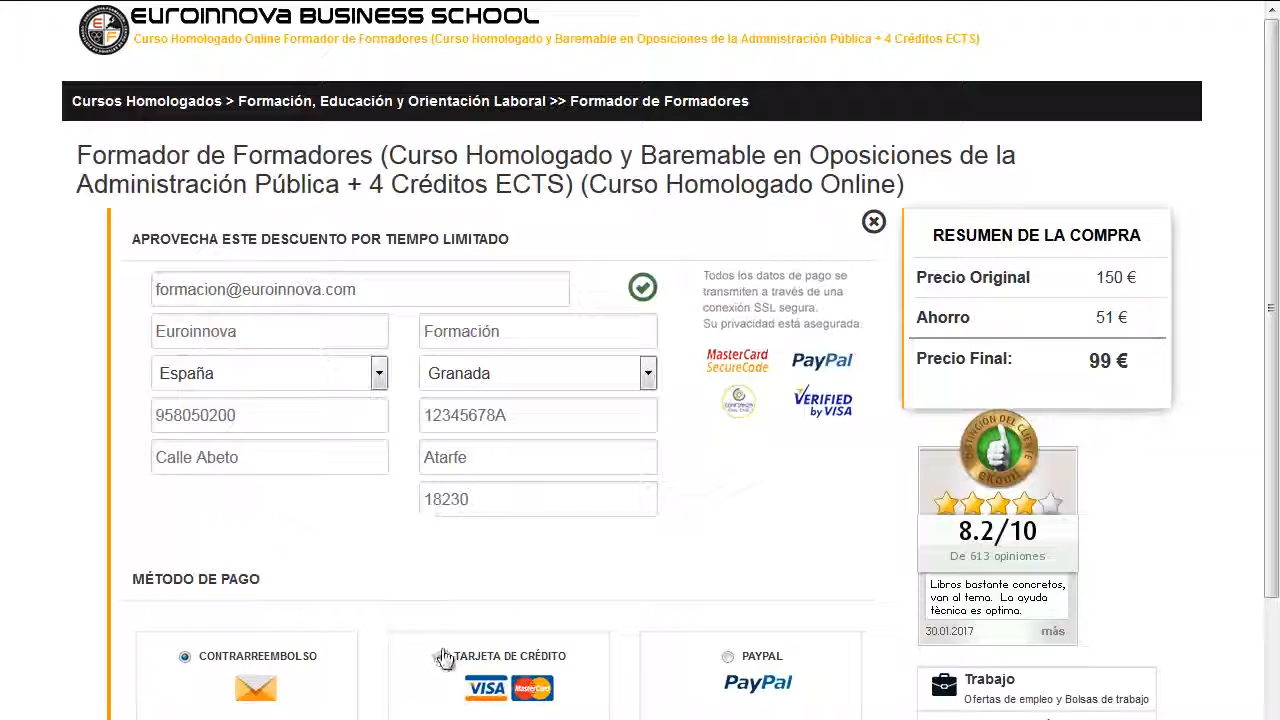 EUROINNOVA BUSINESS SCHOOL
Curso Homologado Online Formador de Formadores (Curso Homologado y Baremable en Oposiciones de la Administración Pública + 4 Créditos ECTS)
Cursos Homologados > Formación, Educación y Orientación Laboral >> Formador de Formadores
Formador de Formadores (Curso Homologado y Baremable en Oposiciones de la
Administración Pública + 4 Créditos ECTS) (Curso Homologado Online)
APROVECHA ESTE DESCUENTO POR TIEMPO LIMITADO
formacion@euroinnova.com
Euroinnova
Formación
España
Granada
958050200
12345678A
Calle Abeto
Atarfe
18230
Todos los datos de pago se
transmiten a través de una
conexión SSL segura.
Su privacidad está asegurada.
MasterCard
SecureCode
PayPal
VERIFIED
by VISA
MÉTODO DE PAGO
CONTRARREEMBOLSO
TARJETA DE CRÉDITO
VISA
MasterCard
PAYPAL
PayPal
RESUMEN DE LA COMPRA
Precio Original 150 €
Ahorro 51 €
Precio Final: 99 €
DISTINCION DEL CLIENTE
eKomi
8.2/10
De 613 opiniones
Libros bastante concretos,
van al tema. La ayuda
tècnica es optima.
30.01.2017 más
Trabajo
Ofertas de empleo y Bolsas de trabajo